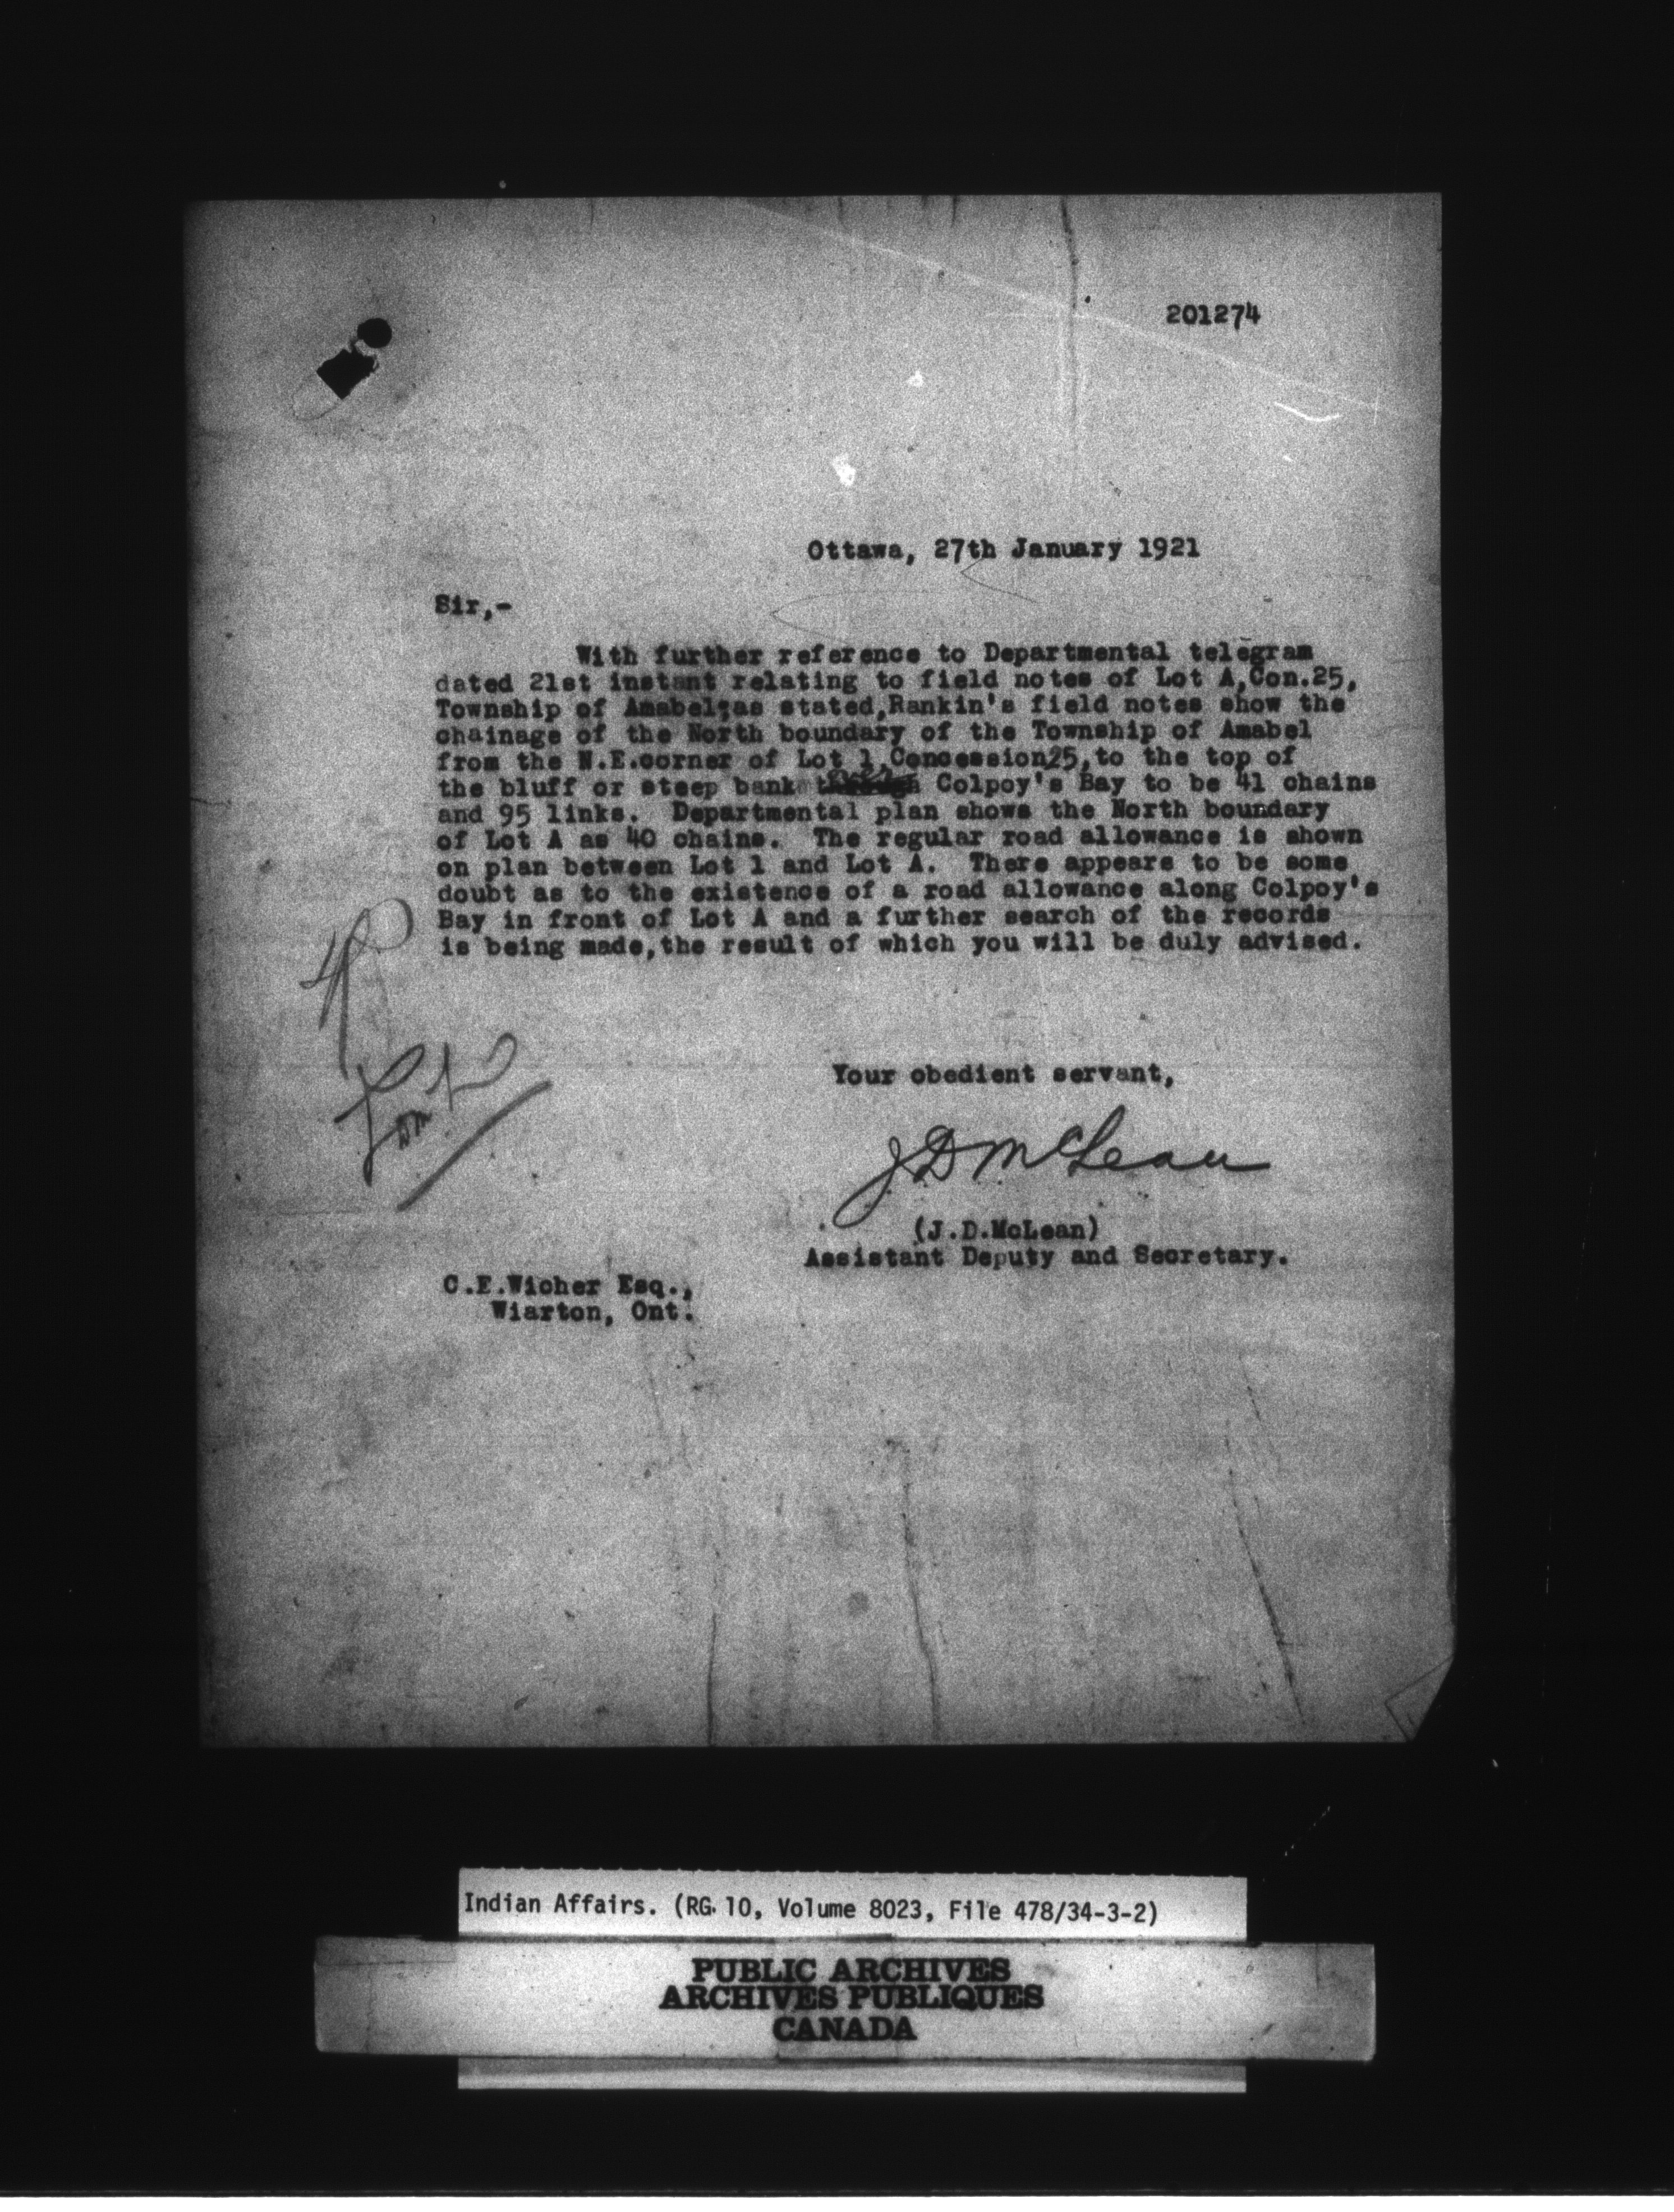 201274
Ottawa, 27th January 1921
Sir,-
With further reference to Departmental telegram
dated 21st instant relating to field notes of Lot A,Con.25,
Township of Amabel;as stated,Rankin's field notes show the
chainage of the North boundary of the Township of Amabel
from the N.E.corner of Lot 1,Concession25,to the top of
the bluff or steep bank Colpoy's Bay to be 41 chains
and 95 links. Departmental plan shows the North boundary
of Lot A as 40 chains. The regular road allowance is shown
on plan between Lot 1 and Lot A. There appears to be some
doubt as to the existence of a road allowance along Colpoy's
Bay in front of Lot A and a further search of the records
is being made,the result of which you will be duly advised.
Your obedient servant,
J D McLean
(J.D.McLean)
Assistant Deputy and Secretary.
C.E.Wicher Esq.,
Wiarton, Ont.
Indian Affairs. (RG. 10, Volume 8023, File 478/34-3-2)
PUBLIC ARCHIVES
ARCHIVES PUBLIQUES
CANADA